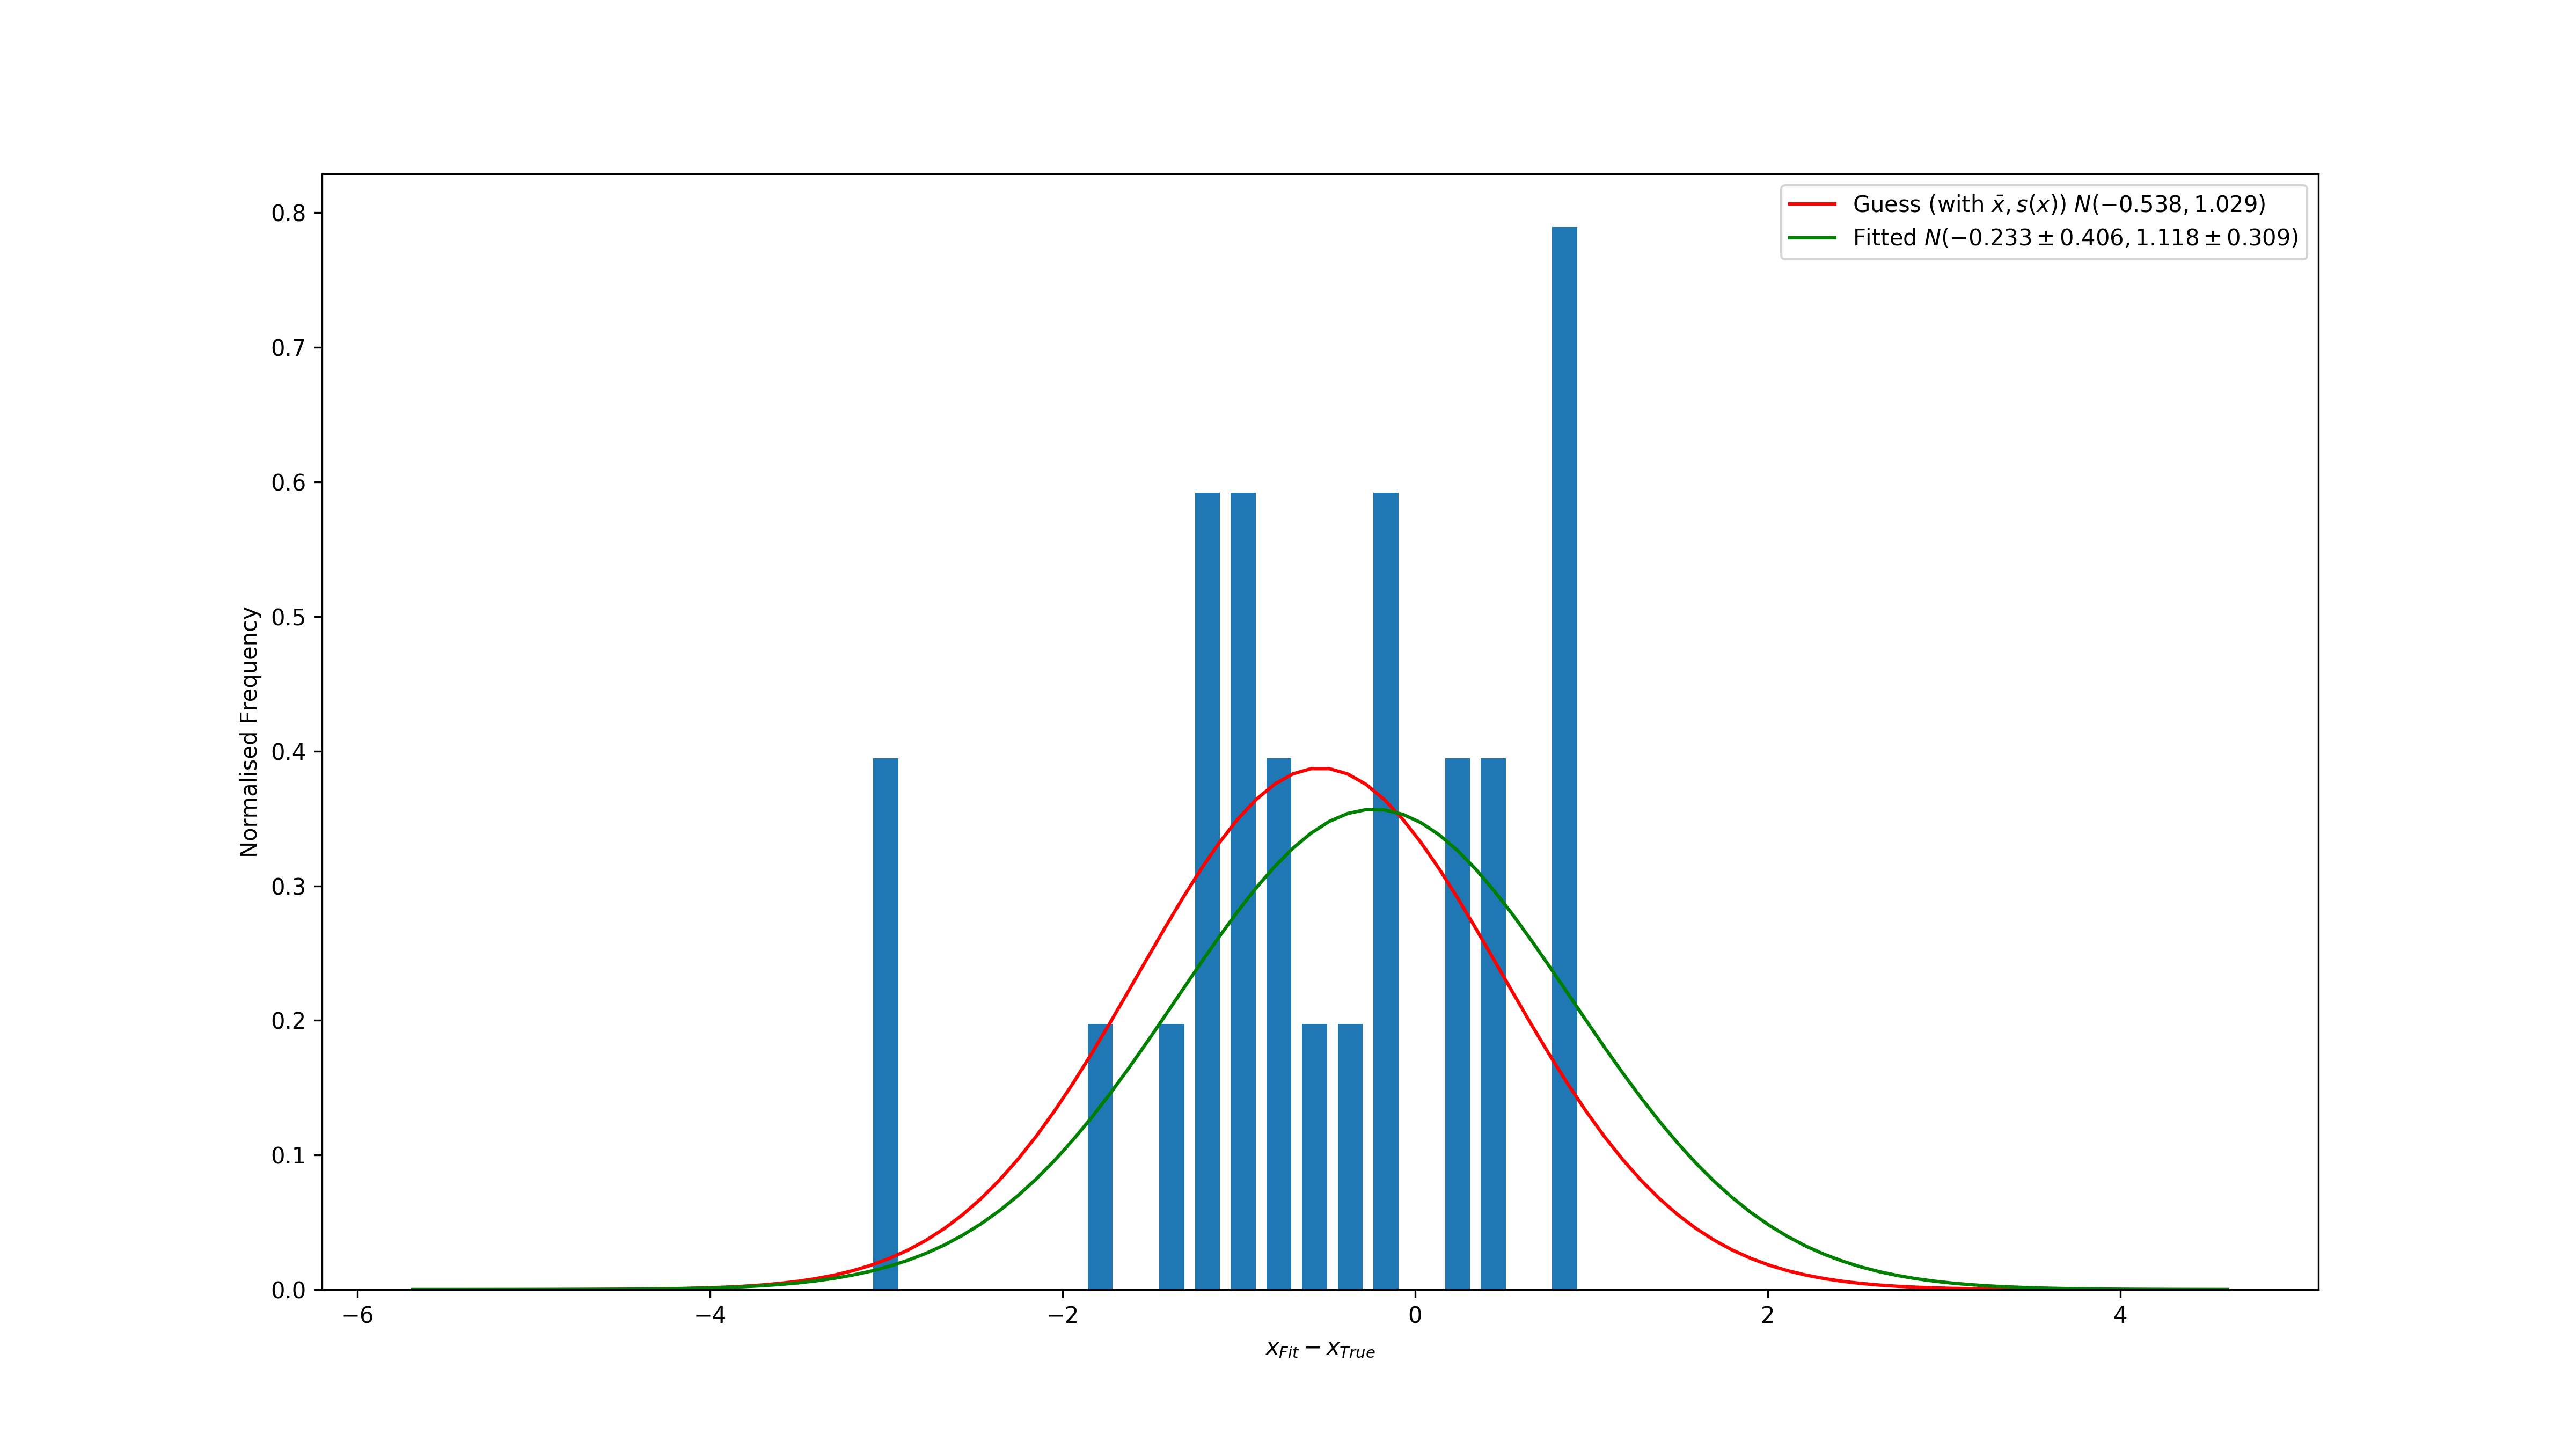 Guess (with x̄, s(x)) N(−0.538, 1.029)
Fitted N(−0.233 ± 0.406, 1.118 ± 0.309)
0.8
0.7
0.6
0.5
0.4
0.3
0.2
0.1
0.0
Normalised Frequency
−6 −4 −2 0 2 4
x_Fit − x_True